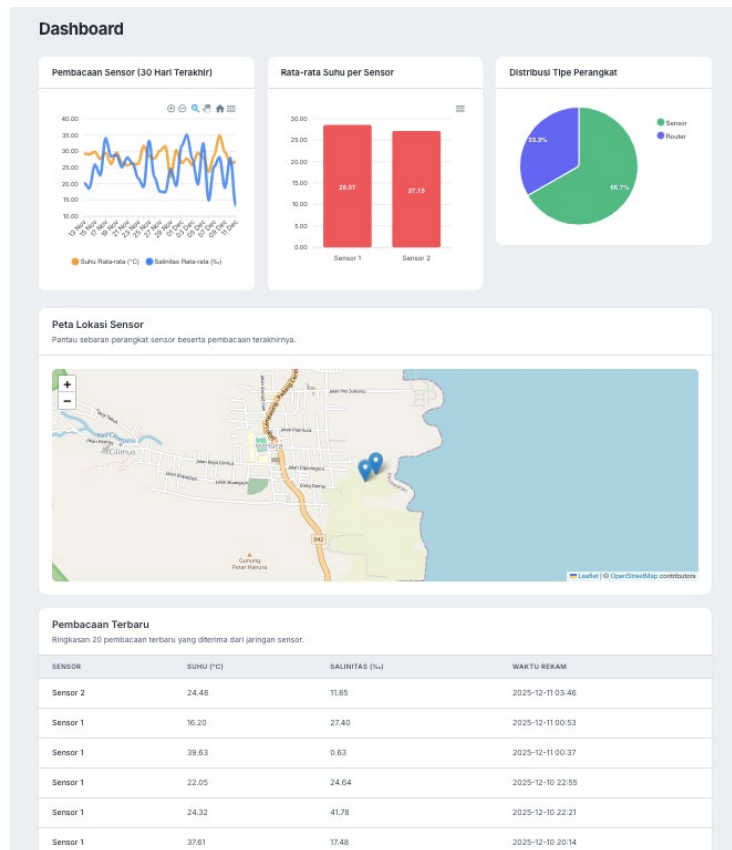 Dashboard
Pembacaan Sensor (30 Hari Terakhir)
40.00
35.00
30.00
25.00
20.00
15.00
10.00
13 Nov
15 Nov
17 Nov
19 Nov
21 Nov
23 Nov
25 Nov
27 Nov
29 Nov
01 Dec
03 Dec
05 Dec
07 Dec
09 Dec
11 Dec
Suhu Rata-rata (°C)
Salinitas Rata-rata (‰)
Rata-rata Suhu per Sensor
30.00
25.00
20.00
15.00
10.00
5.00
0.00
28.57
27.15
Sensor 1
Sensor 2
Distribusi Tipe Perangkat
33.3%
66.7%
Sensor
Router
Peta Lokasi Sensor
Pantau sebaran perangkat sensor beserta pembacaan terakhirnya.
+
−
Cilimus
Hanura
Jalan Raya Cilimus
Gunung
Petar Hanura
942
Leaflet | © OpenStreetMap contributors
Pembacaan Terbaru
Ringkasan 20 pembacaan terbaru yang diterima dari jaringan sensor.
SENSOR SUHU (°C) SALINITAS (‰) WAKTU REKAM
Sensor 2 24.48 11.85 2025-12-11 03:46
Sensor 1 16.20 27.40 2025-12-11 00:53
Sensor 1 39.63 0.63 2025-12-11 00:37
Sensor 1 22.05 24.64 2025-12-10 22:55
Sensor 1 24.32 41.78 2025-12-10 22:21
Sensor 1 37.61 17.48 2025-12-10 20:14